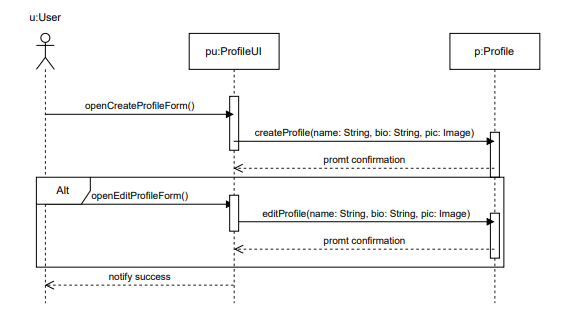 u:User
pu:ProfileUI
p:Profile
openCreateProfileForm()
createProfile(name: String, bio: String, pic: Image)
promt confirmation
Alt
openEditProfileForm()
editProfile(name: String, bio: String, pic: Image)
promt confirmation
notify success